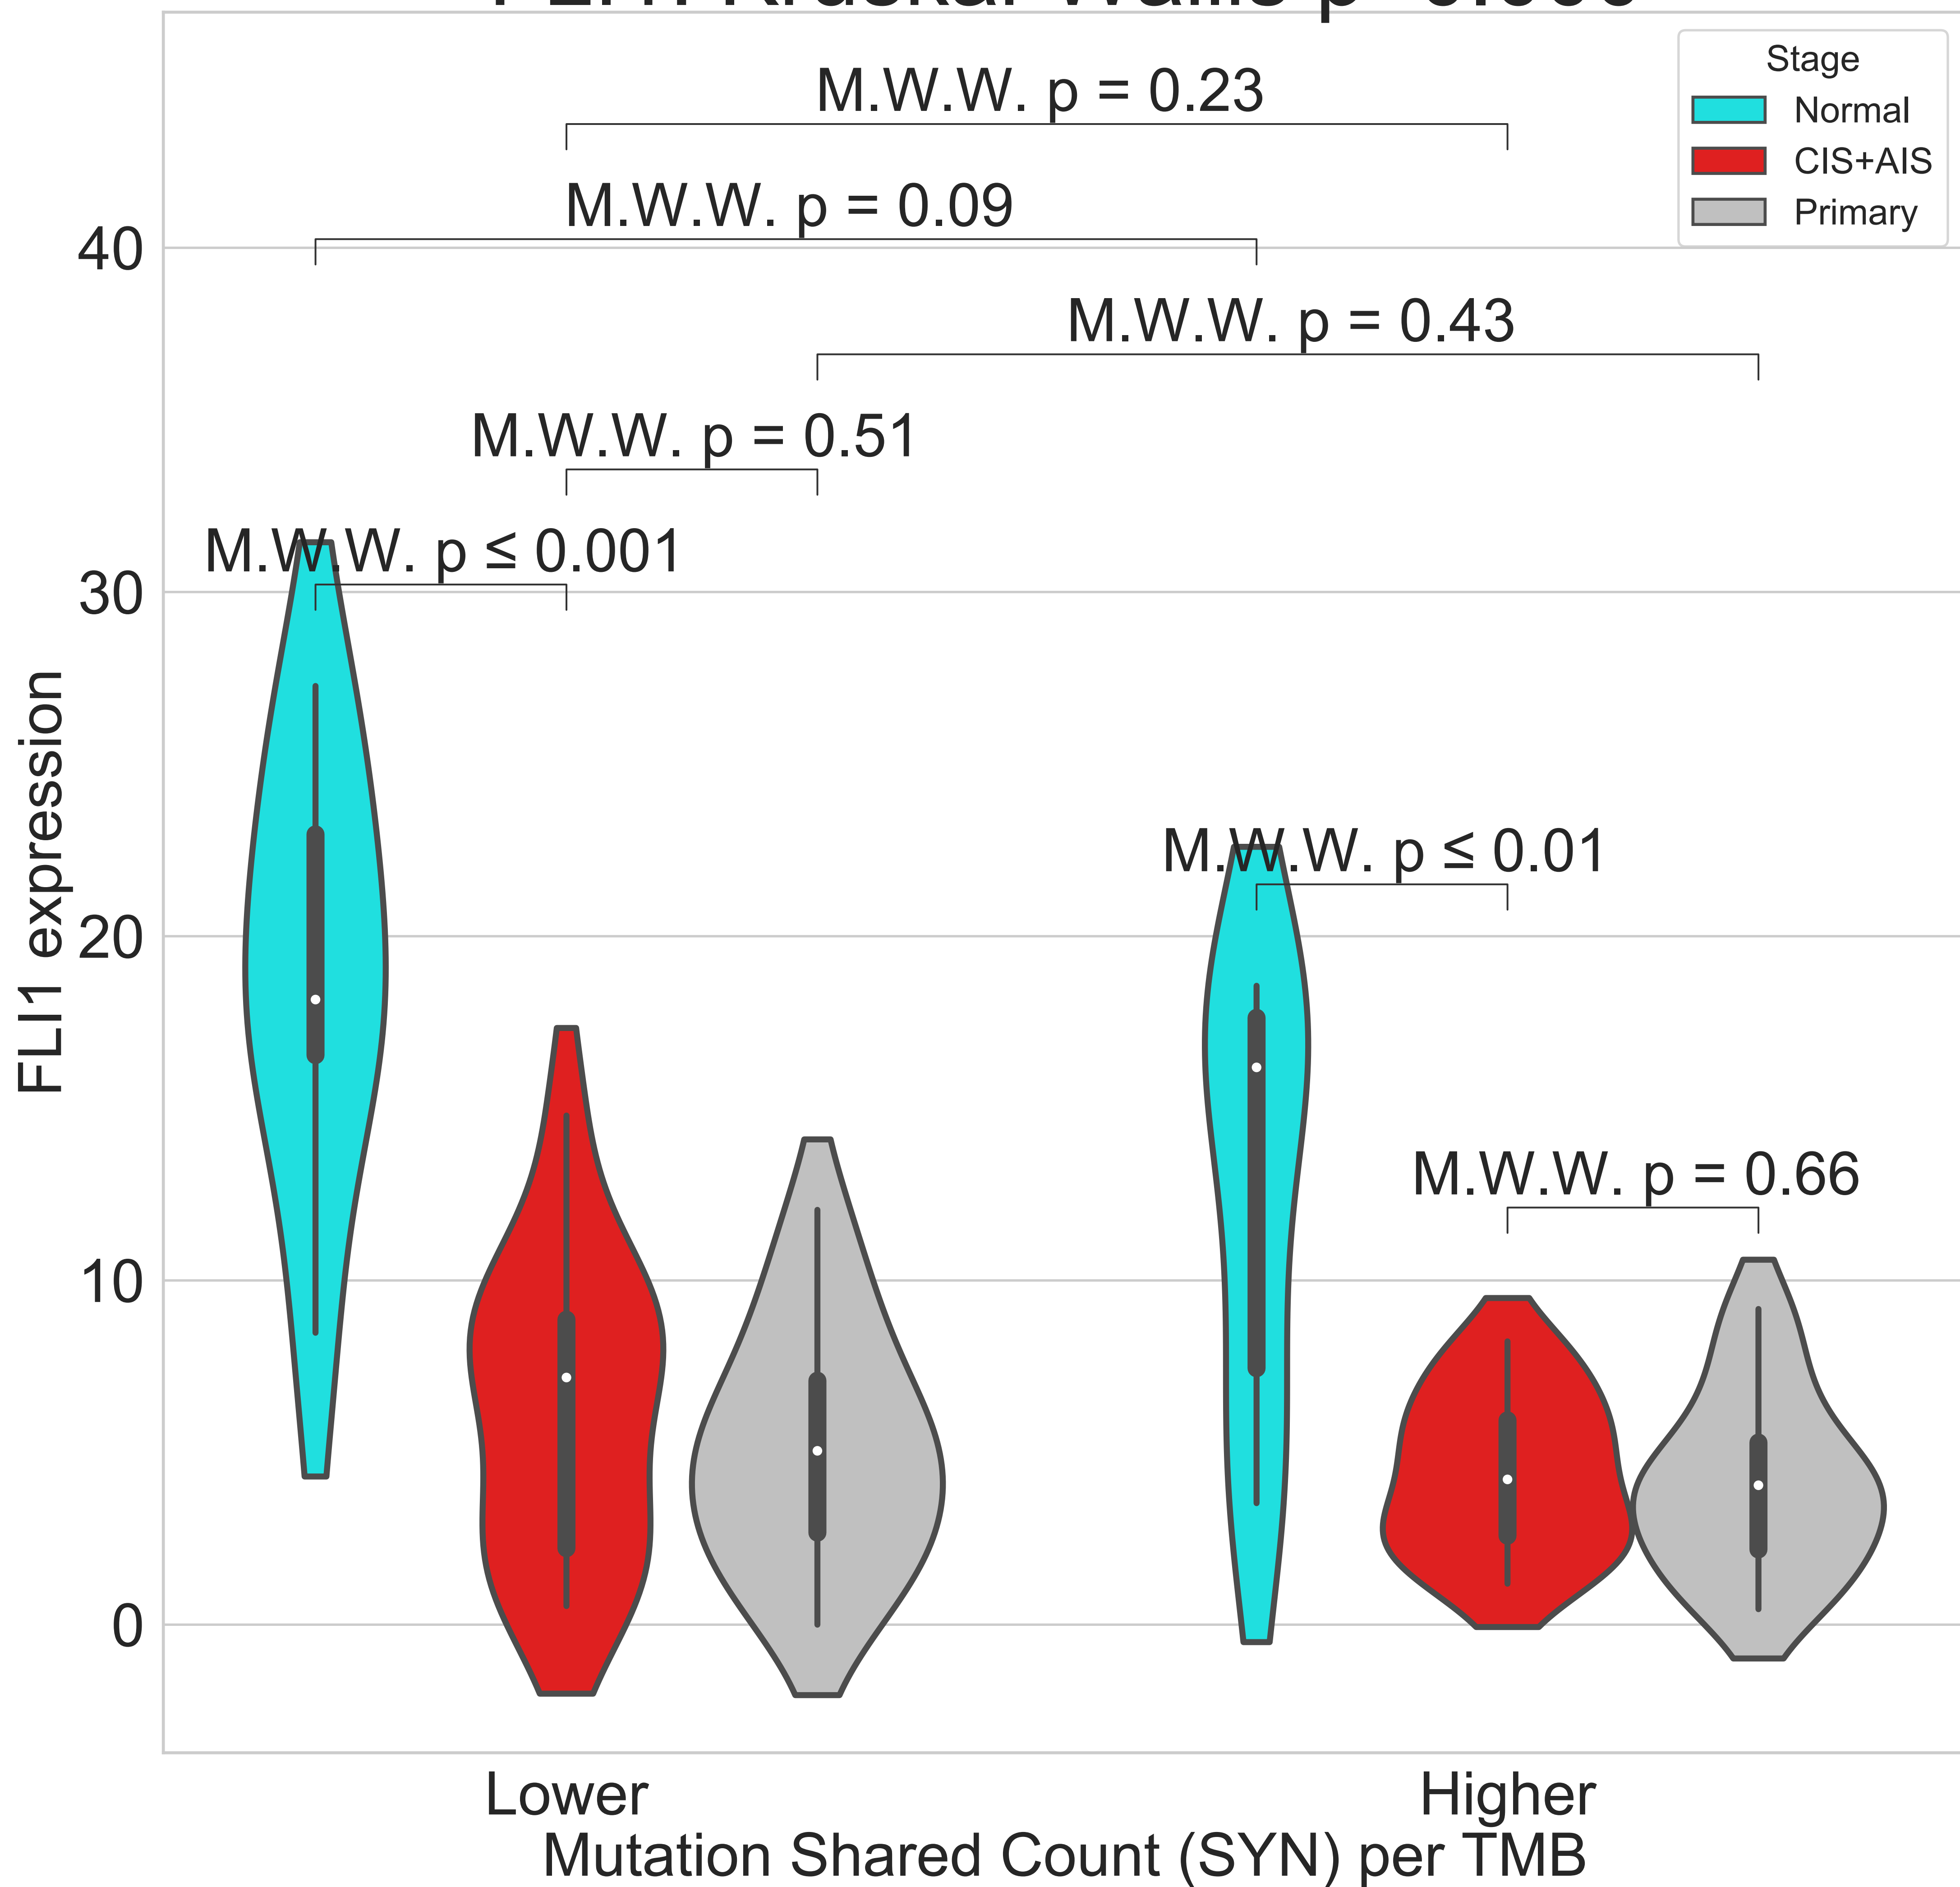 Stage
Normal
CIS+AIS
Primary
M.W.W. p = 0.23
M.W.W. p = 0.09
M.W.W. p = 0.43
M.W.W. p = 0.51
M.W.W. p ≤ 0.001
M.W.W. p ≤ 0.01
M.W.W. p = 0.66
40
30
20
10
0
FLI1 expression
Lower
Higher
Mutation Shared Count (SYN) per TMB